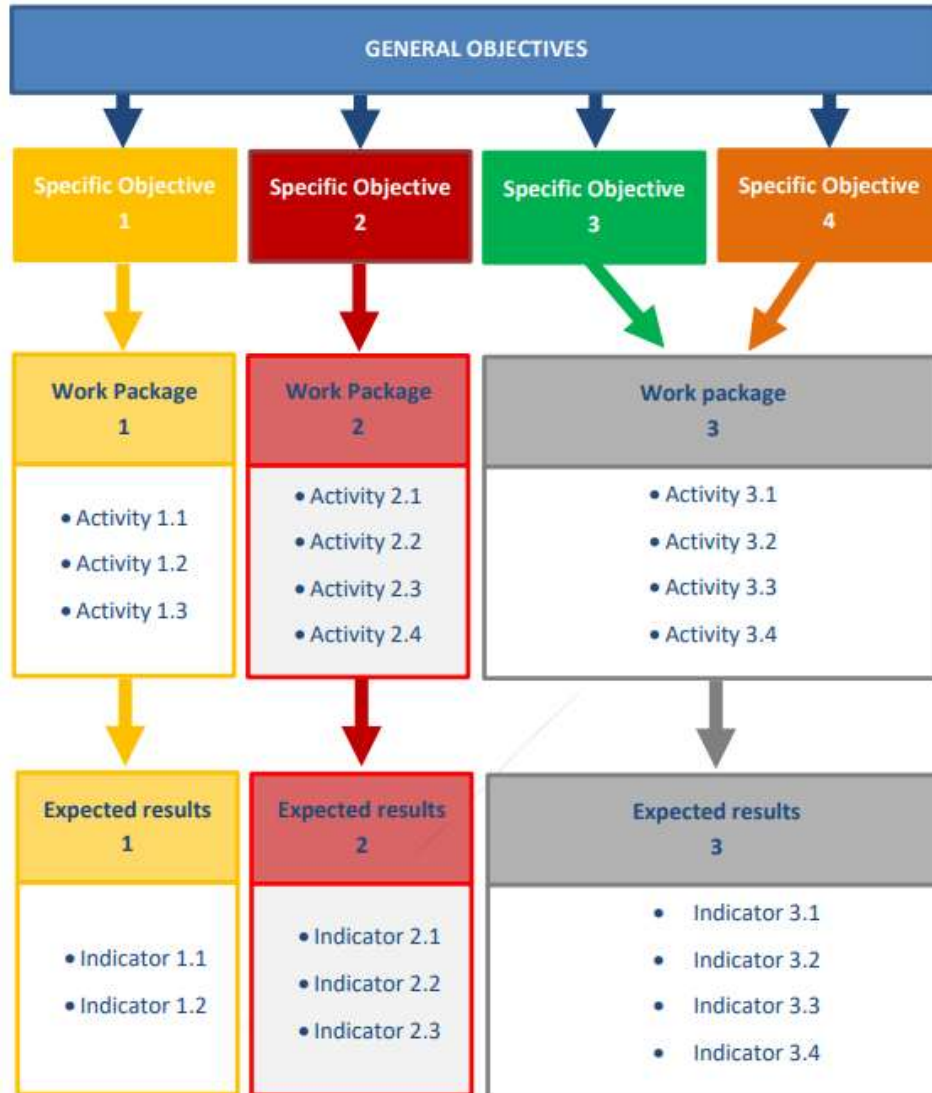 GENERAL OBJECTIVES
Specific Objective
1
Specific Objective
2
Specific Objective
3
Specific Objective
4
Work Package
1
Work Package
2
Work package
3
• Activity 1.1
• Activity 1.2
• Activity 1.3
• Activity 2.1
• Activity 2.2
• Activity 2.3
• Activity 2.4
• Activity 3.1
• Activity 3.2
• Activity 3.3
• Activity 3.4
Expected results
1
Expected results
2
Expected results
3
• Indicator 1.1
• Indicator 1.2
• Indicator 2.1
• Indicator 2.2
• Indicator 2.3
• Indicator 3.1
• Indicator 3.2
• Indicator 3.3
• Indicator 3.4